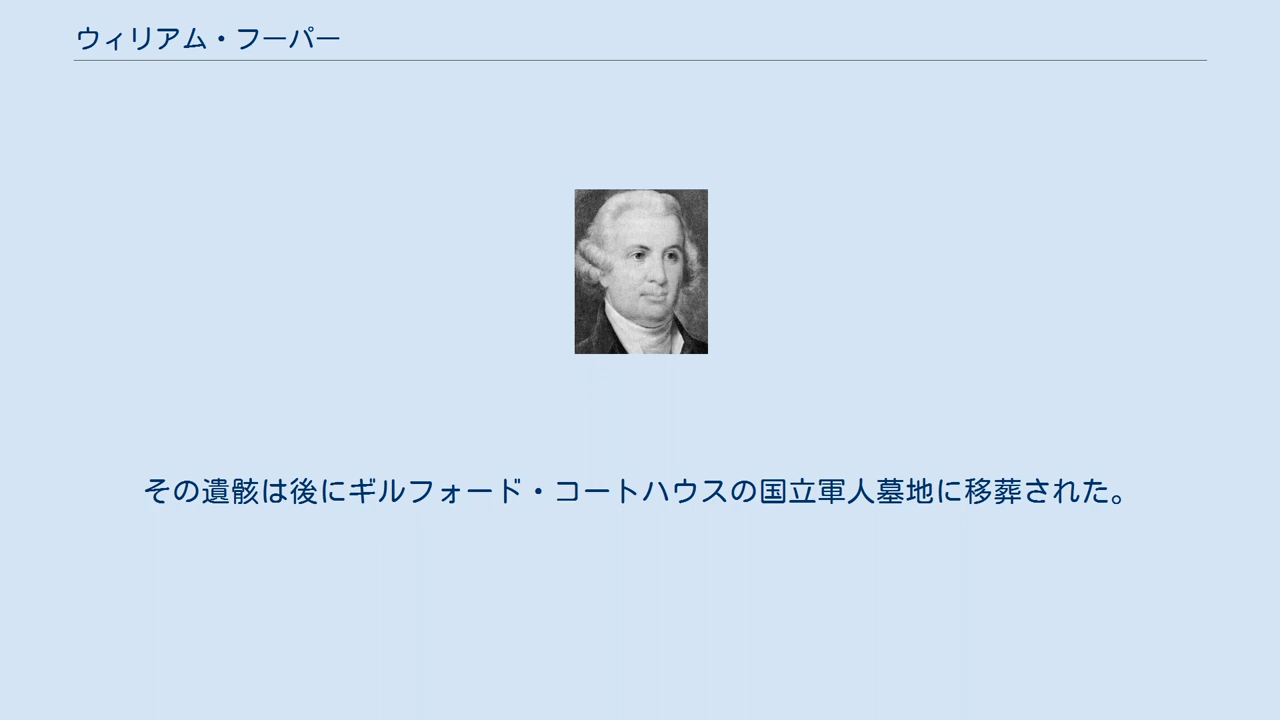 ウィリアム・フーパー
その遺骸は後にギルフォード・コートハウスの国立軍人墓地に移葬された。